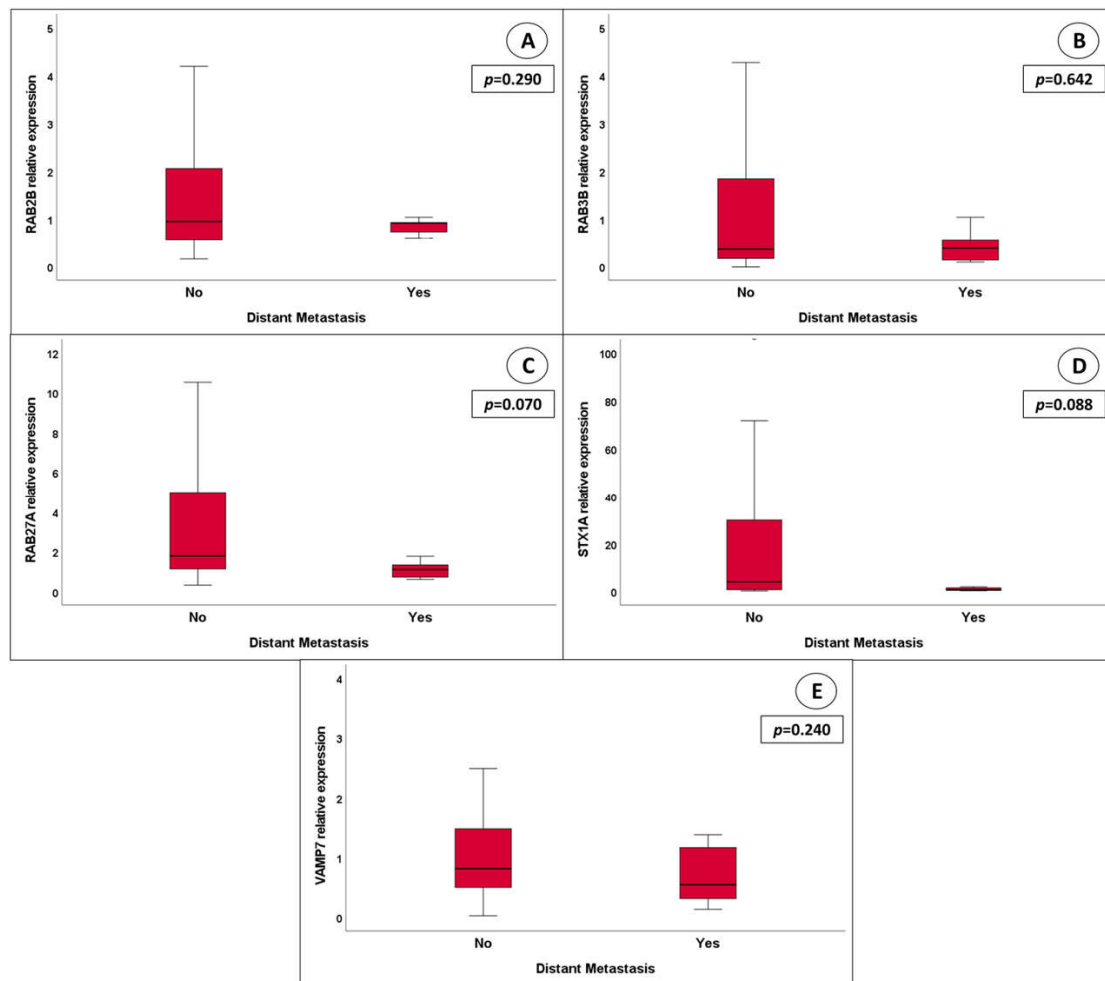 A
p=0.290
RAB2B relative expression
5
4
3
2
1
0
No
Yes
Distant Metastasis
B
p=0.642
RAB3B relative expression
5
4
3
2
1
0
No
Yes
Distant Metastasis
C
p=0.070
RAB27A relative expression
12
10
8
6
4
2
0
No
Yes
Distant Metastasis
D
p=0.088
STX1A relative expression
100
80
60
40
20
0
No
Yes
Distant Metastasis
E
p=0.240
VAMP7 relative expression
4
3
2
1
0
No
Yes
Distant Metastasis